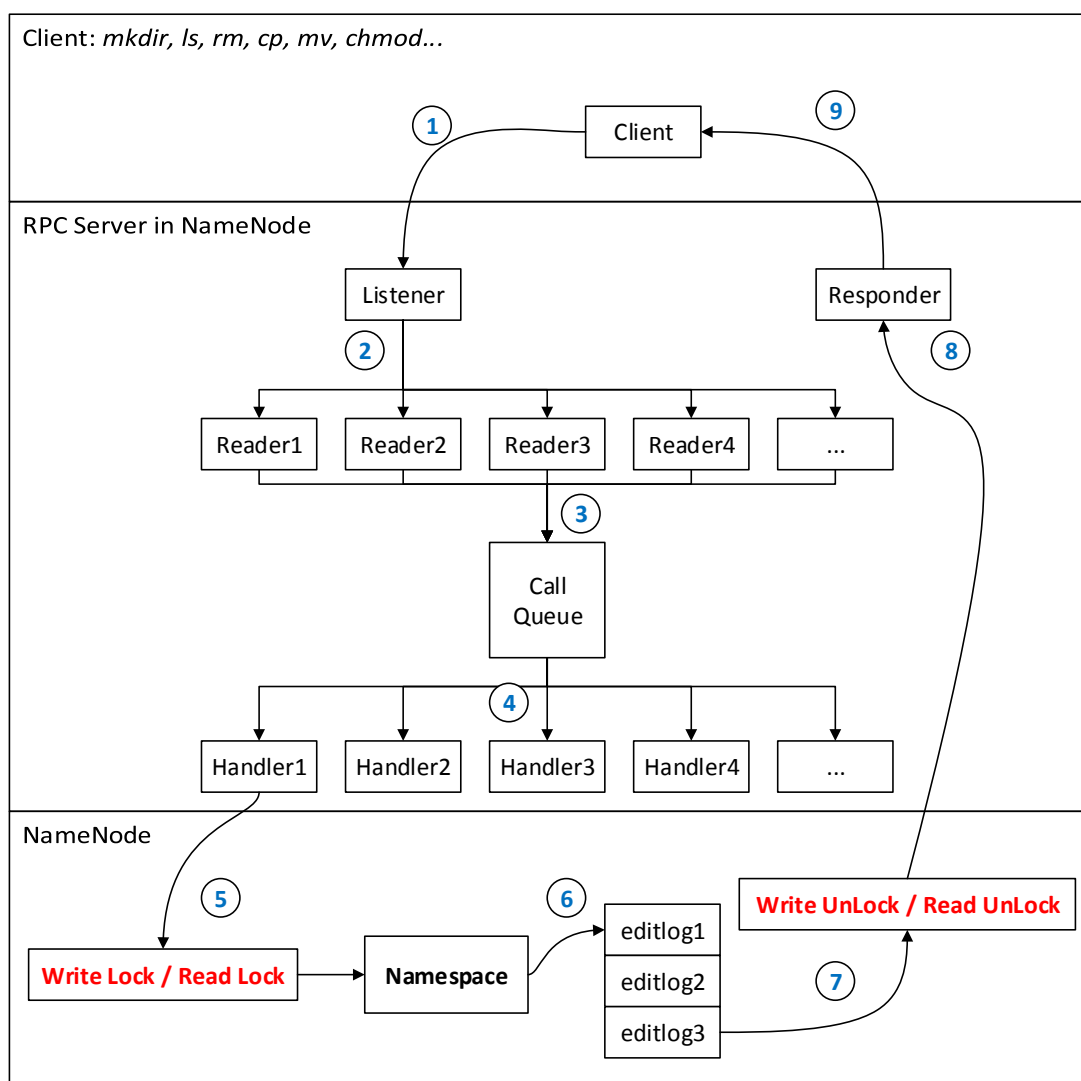 Client: mkdir, ls, rm, cp, mv, chmod...
1
9
Client
RPC Server in NameNode
Listener
Responder
2
8
Reader1
Reader2
Reader3
Reader4
...
3
Call
Queue
4
Handler1
Handler2
Handler3
Handler4
...
NameNode
5
6
Write UnLock / Read UnLock
editlog1
Write Lock / Read Lock
Namespace
editlog2
7
editlog3